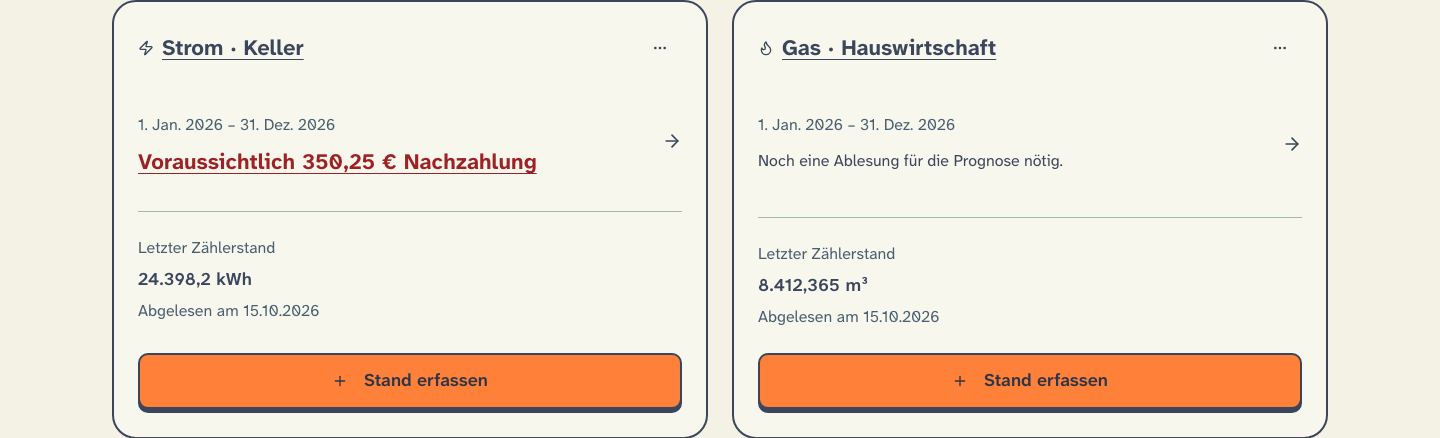 Strom · Keller
...
1. Jan. 2026 – 31. Dez. 2026
Voraussichtlich 350,25 € Nachzahlung
Letzter Zählerstand
24.398,2 kWh
Abgelesen am 15.10.2026
+ Stand erfassen
Gas · Hauswirtschaft
...
1. Jan. 2026 – 31. Dez. 2026
Noch eine Ablesung für die Prognose nötig.
Letzter Zählerstand
8.412,365 m³
Abgelesen am 15.10.2026
+ Stand erfassen